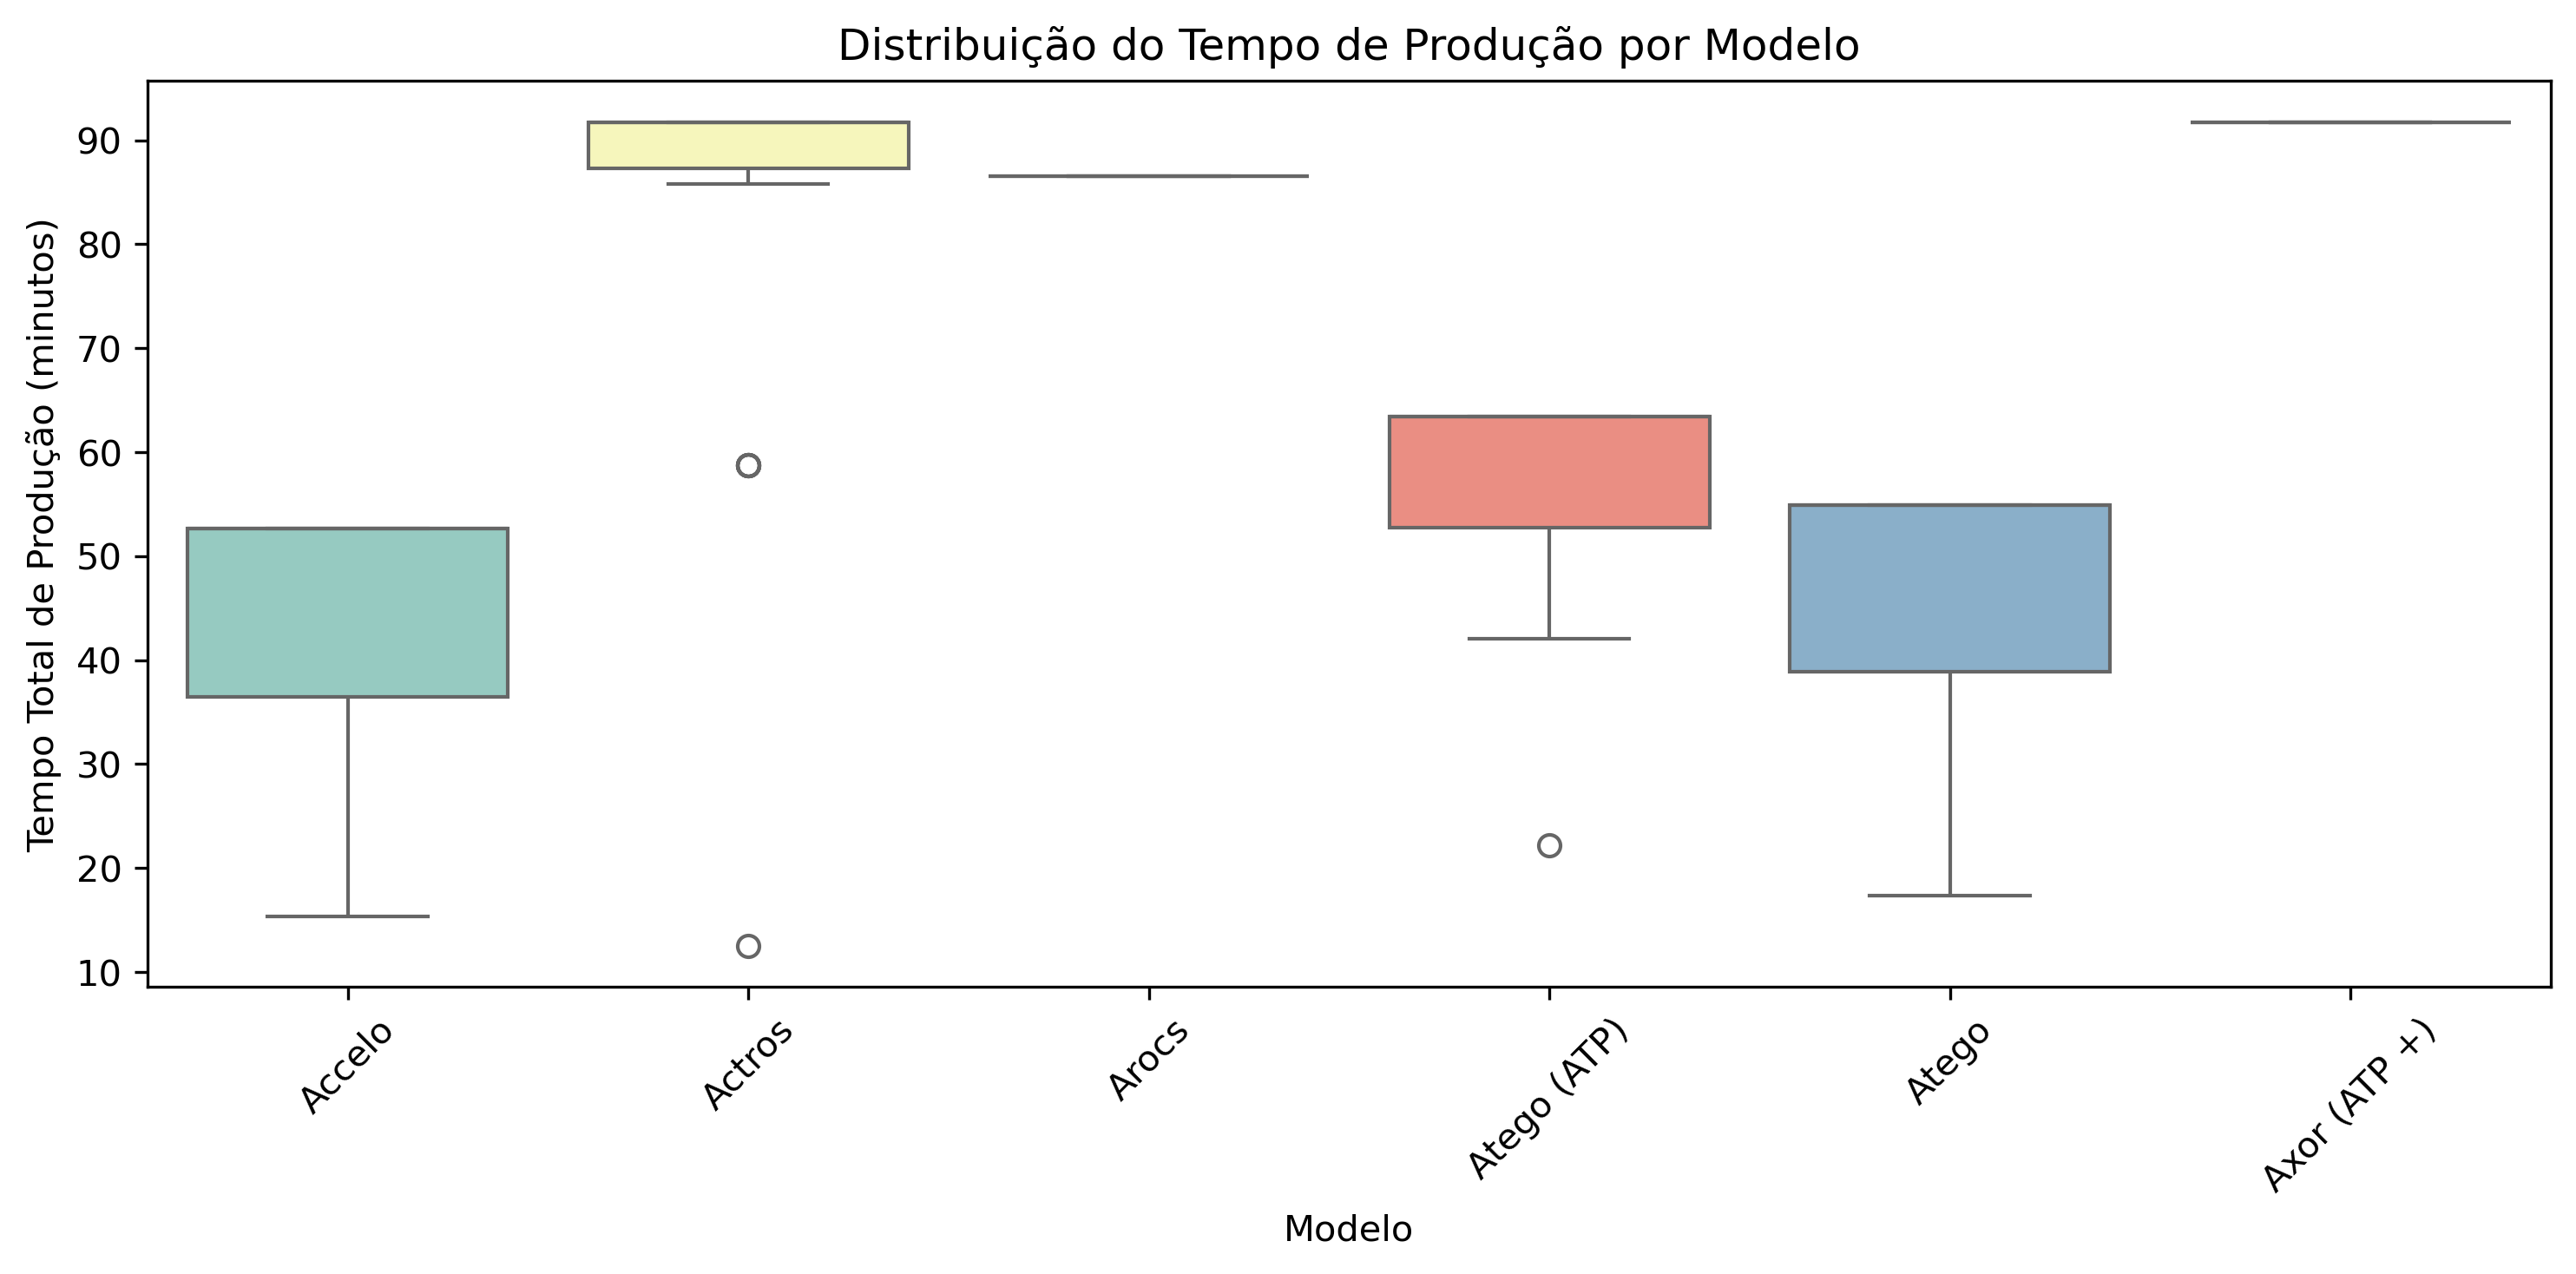 Distribuição do Tempo de Produção por Modelo
Tempo Total de Produção (minutos)
90
80
70
60
50
40
30
20
10
Accelo
Actros
Arocs
Atego (ATP)
Atego
Axor (ATP +)
Modelo